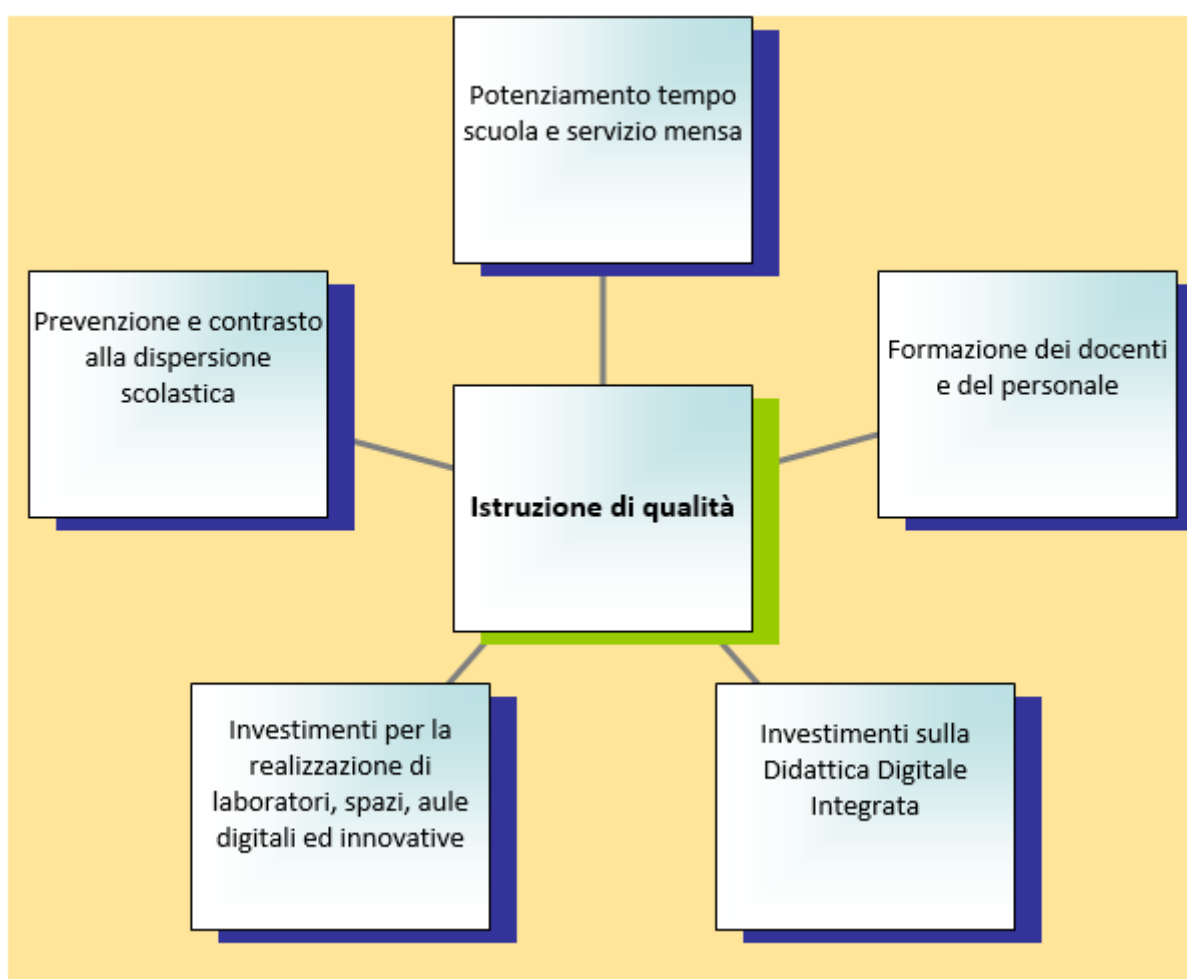 Potenziamento tempo
scuola e servizio mensa
Prevenzione e contrasto
alla dispersione
scolastica
Formazione dei docenti
e del personale
Istruzione di qualità
Investimenti per la
realizzazione di
laboratori, spazi, aule
digitali ed innovative
Investimenti sulla
Didattica Digitale
Integrata